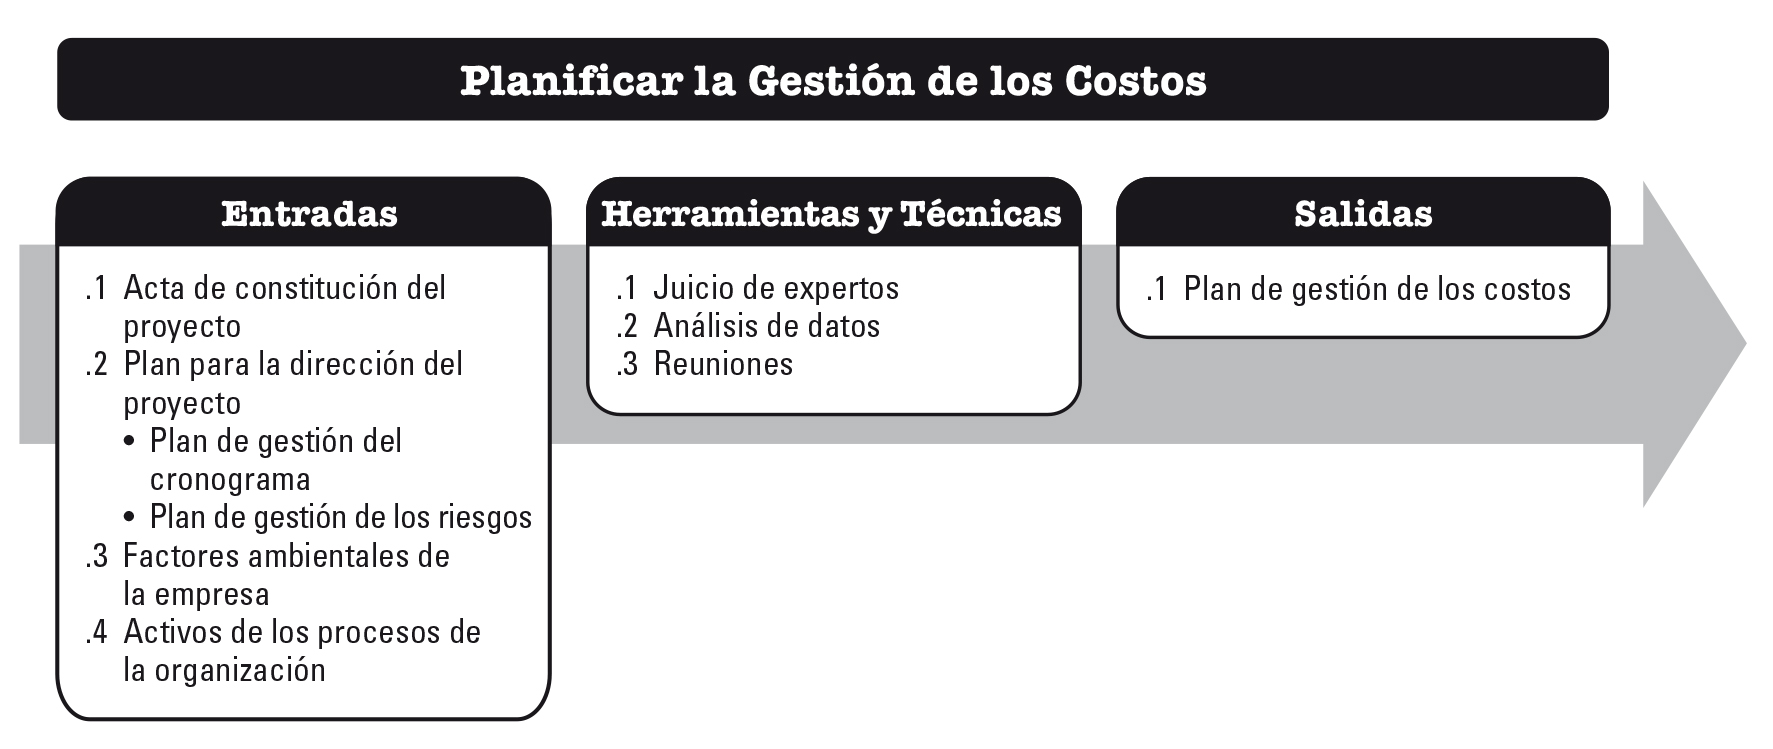 Planificar la Gestión de los Costos
Entradas
.1 Acta de constitución del
proyecto
.2 Plan para la dirección del
proyecto
• Plan de gestión del
cronograma
• Plan de gestión de los riesgos
.3 Factores ambientales de
la empresa
.4 Activos de los procesos de
la organización
Herramientas y Técnicas
.1 Juicio de expertos
.2 Análisis de datos
.3 Reuniones
Salidas
.1 Plan de gestión de los costos